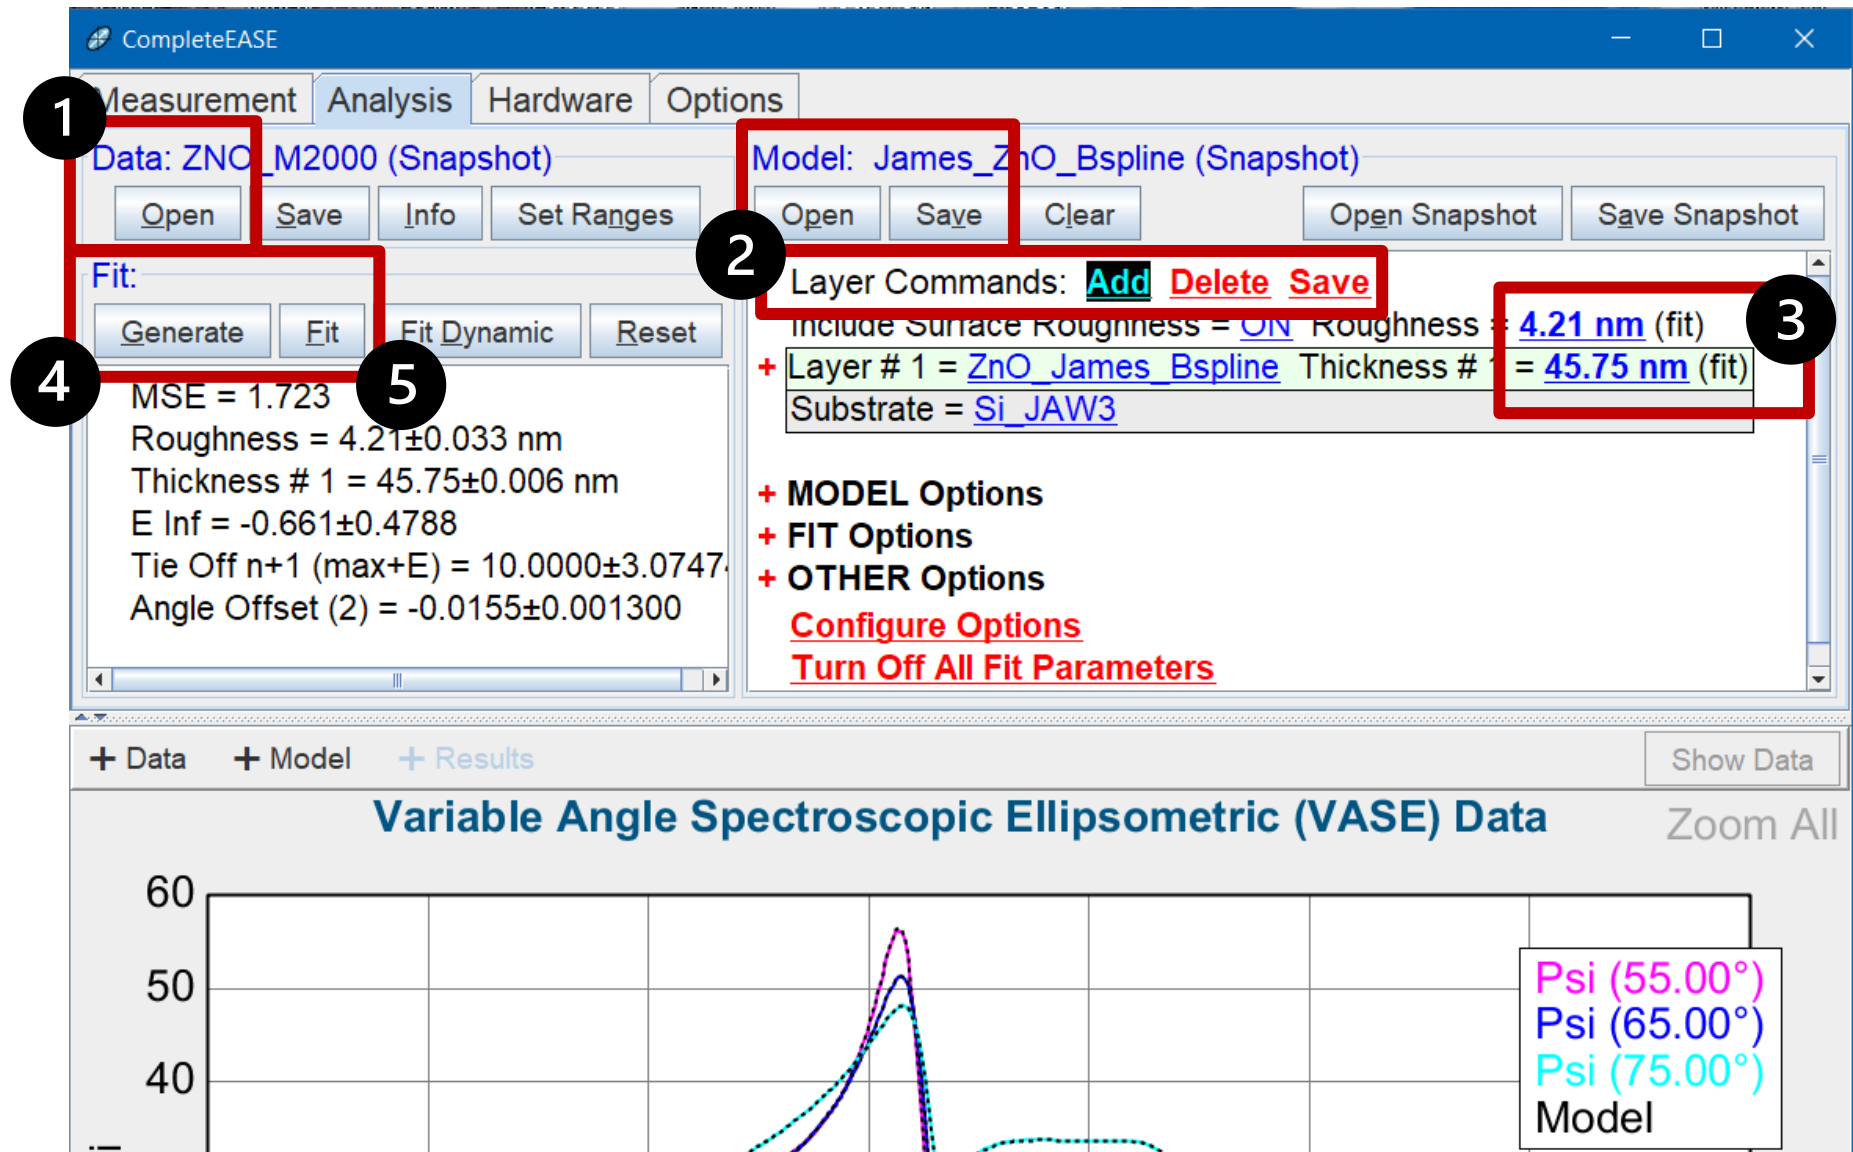 CompleteEASE
Measurement Analysis Hardware Options
1
Data: ZNO_M2000 (Snapshot)
Open Save Info Set Ranges
Model: James_ZnO_Bspline (Snapshot)
Open Save Clear Open Snapshot Save Snapshot
2
Layer Commands: Add Delete Save
Include Surface Roughness = ON Roughness = 4.21 nm (fit)
3
+ Layer # 1 = ZnO_James_Bspline Thickness # 1 = 45.75 nm (fit)
Substrate = Si_JAW3
+ MODEL Options
+ FIT Options
+ OTHER Options
Configure Options
Turn Off All Fit Parameters
Fit:
Generate Fit Fit Dynamic Reset
4
5
MSE = 1.723
Roughness = 4.21±0.033 nm
Thickness # 1 = 45.75±0.006 nm
E Inf = -0.661±0.4788
Tie Off n+1 (max+E) = 10.0000±3.0747
Angle Offset (2) = -0.0155±0.001300
+ Data + Model + Results Show Data
Variable Angle Spectroscopic Ellipsometric (VASE) Data
Zoom All
60
50
40
Psi (55.00°)
Psi (65.00°)
Psi (75.00°)
Model